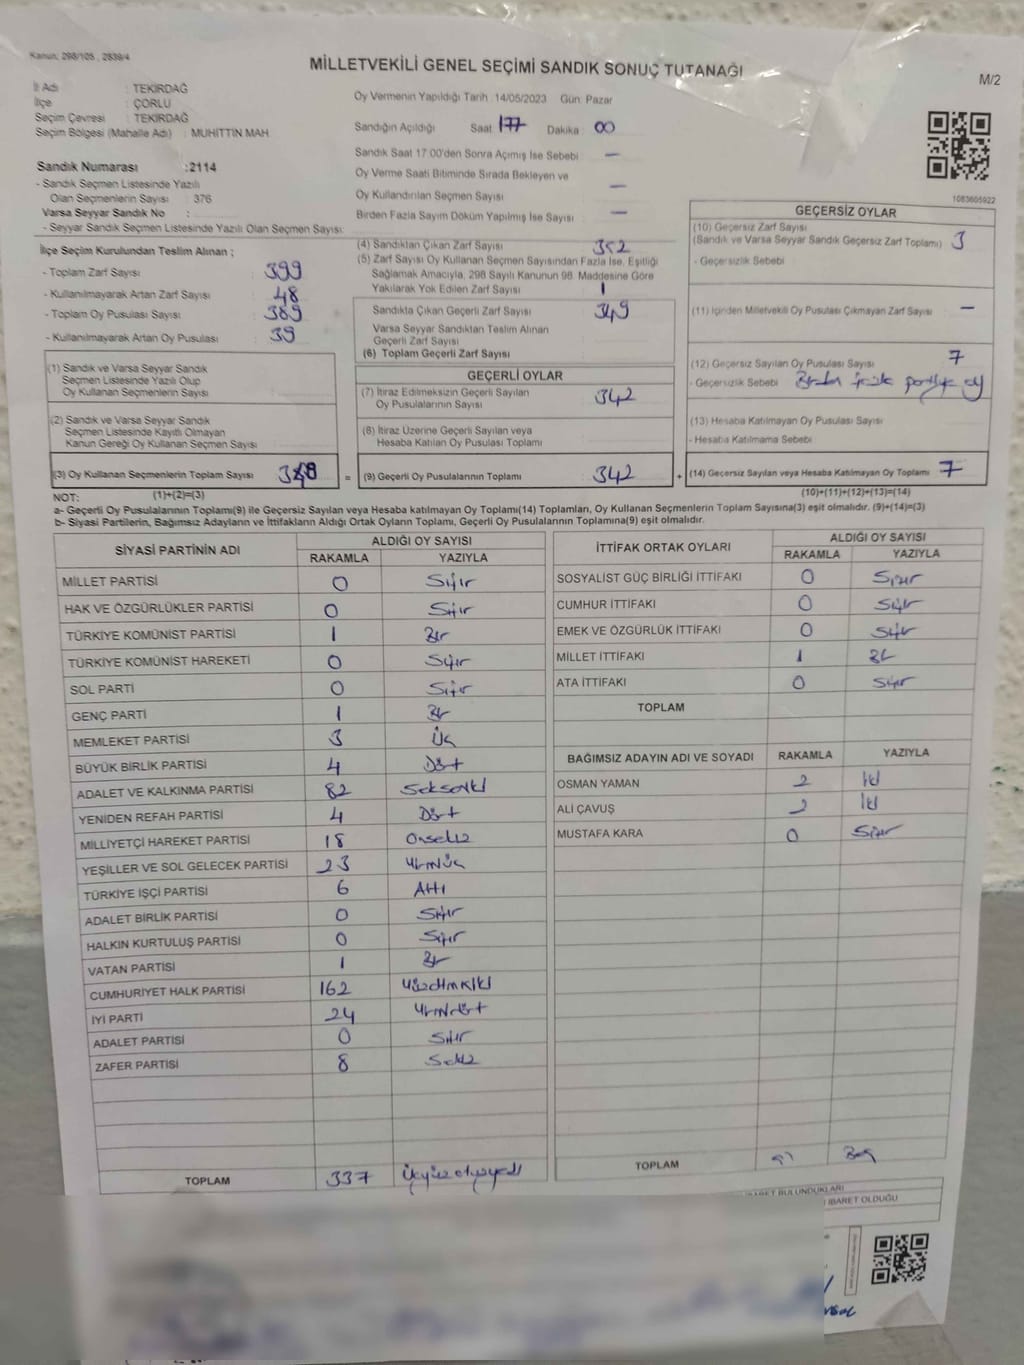 Kanun: 298/105, 2839/4
MİLLETVEKİLİ GENEL SEÇİMİ SANDIK SONUÇ TUTANAĞI
M/2
İl Adı : TEKİRDAĞ
İlçe : ÇORLU
Seçim Çevresi : TEKİRDAĞ
Seçim Bölgesi (Mahalle Adı) : MUHİTTİN MAH.
Oy Vermenin Yapıldığı Tarih :14/05/2023 Gün: Pazar
Sandığın Açıldığı Saat Dakika : 00
Sandık Saat 17:00'den Sonra Açımış İse Sebebi —
Oy Verme Saati Bitiminde Sırada Bekleyen ve
Oy Kullandırılan Seçmen Sayısı —
Birden Fazla Sayım Döküm Yapılmış İse Sayısı —
1083605922
Sandık Numarası :2114
- Sandık Seçmen Listesinde Yazılı
Olan Seçmenlerin Sayısı : 376
Varsa Seyyar Sandık No :
- Seyyar Sandık Seçmen Listesinde Yazılı Olan Seçmen Sayısı:
İlçe Seçim Kurulundan Teslim Alınan ;
- Toplam Zarf Sayısı : 399
- Kullanılmayarak Artan Zarf Sayısı : 48
- Toplam Oy Pusulası Sayısı : 389
- Kullanılmayarak Artan Oy Pusulası : 39
(4) Sandıktan Çıkan Zarf Sayısı 352
(5) Zarf Sayısı Oy Kullanan Seçmen Sayısından Fazla İse, Eşitliği
Sağlamak Amacıyla, 298 Sayılı Kanunun 98. Maddesine Göre
Yakılarak Yok Edilen Zarf Sayısı 1
Sandıkta Çıkan Geçerli Zarf Sayısı 349
Varsa Seyyar Sandıktan Teslim Alınan
Geçerli Zarf Sayısı :
(6) Toplam Geçerli Zarf Sayısı :
GEÇERSİZ OYLAR
(10) Geçersiz Zarf Sayısı
(Sandık ve Varsa Seyyar Sandık Geçersiz Zarf Toplamı) 3
- Geçersizlik Sebebi :
(11) İçinden Milletvekili Oy Pusulası Çıkmayan Zarf Sayısı : —
(12) Geçersiz Sayılan Oy Pusulası Sayısı 7
- Geçersizlik Sebebi Birden fazla partiye oy
(13) Hesaba Katılmayan Oy Pusulası Sayısı
- Hesaba Katılmama Sebebi
(1) Sandık ve Varsa Seyyar Sandık
Seçmen Listesinde Yazılı Olup
Oy Kullanan Seçmenlerin Sayısı :
(2) Sandık ve Varsa Seyyar Sandık
Seçmen Listesinde Kayıtlı Olmayan
Kanun Gereği Oy Kullanan Seçmen Sayısı :
GEÇERLİ OYLAR
(7) İtiraz Edilmeksizin Geçerli Sayılan
Oy Pusulalarının Sayısı : 342
(8) İtiraz Üzerine Geçerli Sayılan veya
Hesaba Katılan Oy Pusulası Toplamı :
(3) Oy Kullanan Seçmenlerin Toplam Sayısı = (9) Geçerli Oy Pusulalarının Toplamı : 342 + (14) Geçersiz Sayılan veya Hesaba Katılmayan Oy Toplamı 7
NOT: (1)+(2)=(3) (10)+(11)+(12)+(13)=(14)
a- Geçerli Oy Pusulalarının Toplamı(9) ile Geçersiz Sayılan veya Hesaba katılmayan Oy Toplamı(14) Toplamları, Oy Kullanan Seçmenlerin Toplam Sayısına(3) eşit olmalıdır. (9)+(14)=(3)
b- Siyasi Partilerin, Bağımsız Adayların ve İttifakların Aldığı Ortak Oyların Toplamı, Geçerli Oy Pusulalarının Toplamına(9) eşit olmalıdır.
SİYASİ PARTİNİN ADI ALDIĞI OY SAYISI
RAKAMLA YAZIYLA
MİLLET PARTİSİ 0 Sıfır
HAK VE ÖZGÜRLÜKLER PARTİSİ 0 Sıfır
TÜRKİYE KOMÜNİST PARTİSİ 1 Bir
TÜRKİYE KOMÜNİST HAREKETİ 0 Sıfır
SOL PARTİ 0 Sıfır
GENÇ PARTİ 1 Bir
MEMLEKET PARTİSİ 3 Üç
BÜYÜK BİRLİK PARTİSİ 4 Dört
ADALET VE KALKINMA PARTİSİ 82 Sekseniki
YENİDEN REFAH PARTİSİ 4 Dört
MİLLİYETÇİ HAREKET PARTİSİ 18 Onsekiz
YEŞİLLER VE SOL GELECEK PARTİSİ 23 Yirmiüç
TÜRKİYE İŞÇİ PARTİSİ 6 Altı
ADALET BİRLİK PARTİSİ 0 Sıfır
HALKIN KURTULUŞ PARTİSİ 0 Sıfır
VATAN PARTİSİ 1 Bir
CUMHURİYET HALK PARTİSİ 162 Yüzaltmışiki
İYİ PARTİ 24 Yirmidört
ADALET PARTİSİ 0 Sıfır
ZAFER PARTİSİ 8 Sekiz
TOPLAM 337 Üçyüzotuzyedi
İTTİFAK ORTAK OYLARI ALDIĞI OY SAYISI
RAKAMLA YAZIYLA
SOSYALİST GÜÇ BİRLİĞİ İTTİFAKI 0 Sıfır
CUMHUR İTTİFAKI 0 Sıfır
EMEK VE ÖZGÜRLÜK İTTİFAKI 0 Sıfır
MİLLET İTTİFAKI 1 Bir
ATA İTTİFAKI 0 Sıfır
TOPLAM
BAĞIMSIZ ADAYIN ADI VE SOYADI RAKAMLA YAZIYLA
OSMAN YAMAN 2 İki
ALİ ÇAVUŞ 2 İki
MUSTAFA KARA 0 Sıfır
TOPLAM Beş
BULUNDUKLARI
İBARET OLDUĞU